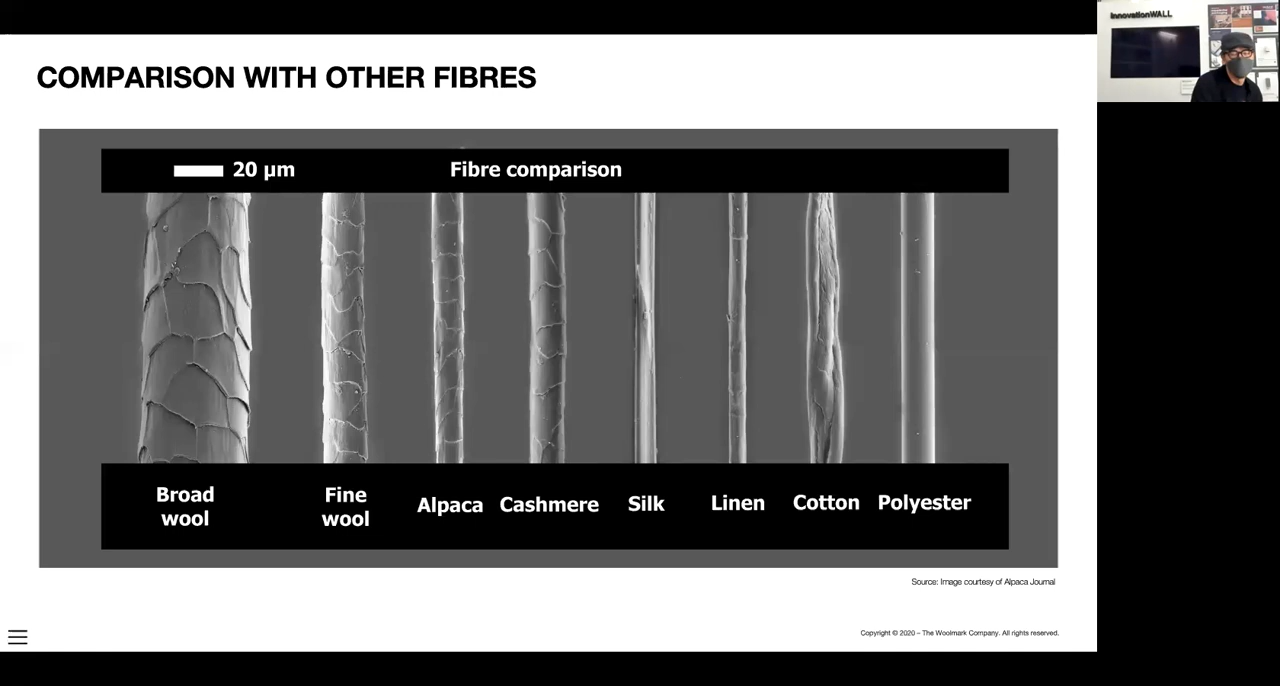 COMPARISON WITH OTHER FIBRES
20 µm
Fibre comparison
Broad
wool
Fine
wool
Alpaca
Cashmere
Silk
Linen
Cotton
Polyester
Source: Image courtesy of Alpaca Journal
Copyright © 2020 – The Woolmark Company. All rights reserved.
InnovationWALL